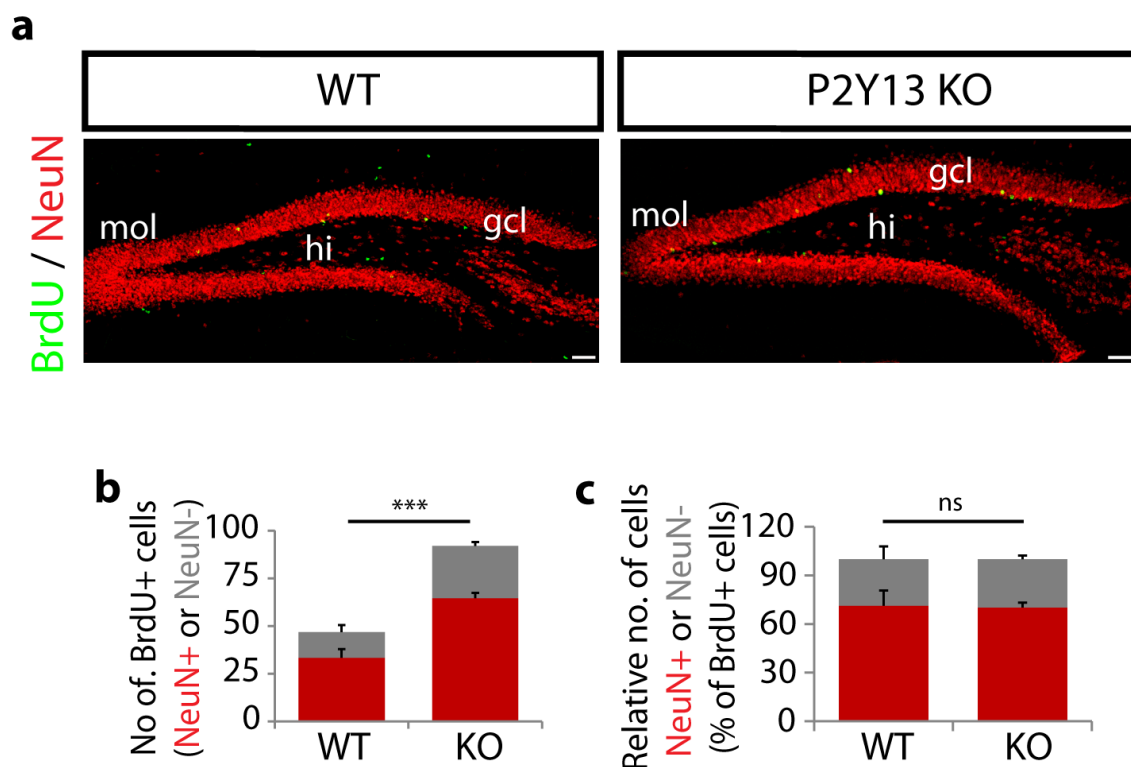 a
WT
P2Y13 KO
BrdU / NeuN
mol
hi
gcl
mol
hi
gcl
b
No of. BrdU+ cells
(NeuN+ or NeuN-)
100
75
50
25
0
***
WT
KO
c
Relative no. of cells
NeuN+ or NeuN-
(% of BrdU+ cells)
120
90
60
30
0
ns
WT
KO